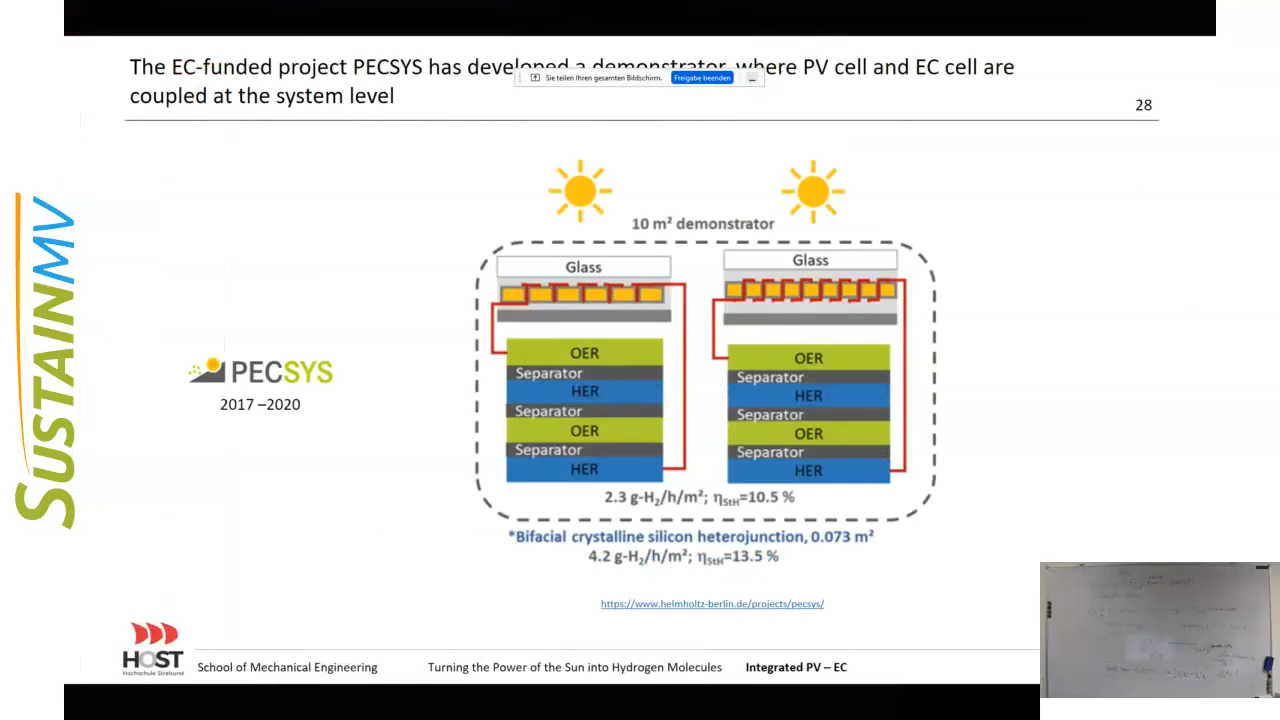 The EC-funded project PECSYS has developed a demonstrator, where PV cell and EC cell are
coupled at the system level
Sie teilen Ihren gesamten Bildschirm.
Freigabe beenden
28
SUSTAINMV
10 m² demonstrator
Glass
Glass
OER
Separator
HER
Separator
OER
Separator
HER
OER
Separator
HER
Separator
OER
Separator
HER
2.3 g-H₂/h/m²; ηStH=10.5 %
PECSYS
2017 –2020
*Bifacial crystalline silicon heterojunction, 0.073 m²
4.2 g-H₂/h/m²; ηStH=13.5 %
https://www.helmholtz-berlin.de/projects/pecsys/
HOST
Hochschule Stralsund
School of Mechanical Engineering
Turning the Power of the Sun into Hydrogen Molecules
Integrated PV – EC